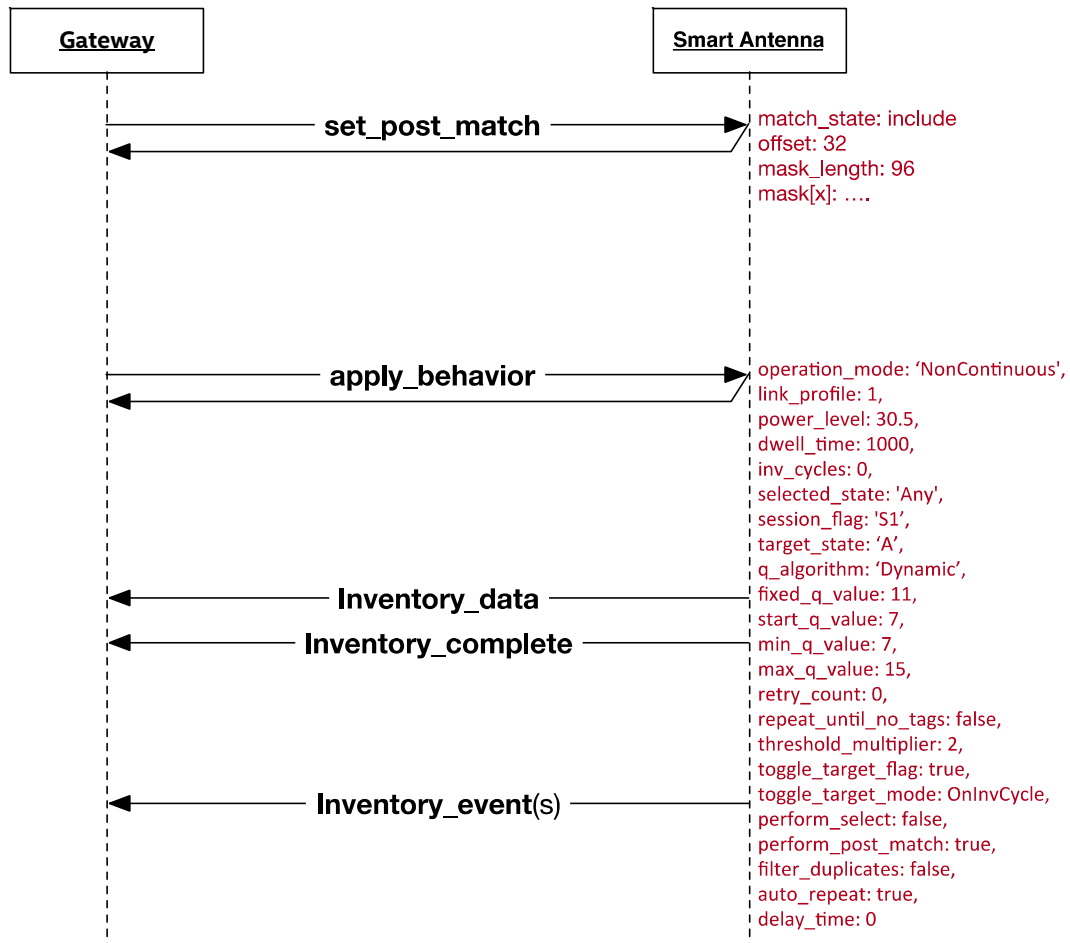 Gateway
Smart Antenna
set_post_match
match_state: include
offset: 32
mask_length: 96
mask[x]: ….
apply_behavior
operation_mode: ‘NonContinuous',
link_profile: 1,
power_level: 30.5,
dwell_time: 1000,
inv_cycles: 0,
selected_state: 'Any',
session_flag: 'S1’,
target_state: ‘A’,
q_algorithm: ‘Dynamic’,
Inventory_data
fixed_q_value: 11,
start_q_value: 7,
Inventory_complete
min_q_value: 7,
max_q_value: 15,
retry_count: 0,
repeat_until_no_tags: false,
threshold_multiplier: 2,
toggle_target_flag: true,
Inventory_event(s)
toggle_target_mode: OnInvCycle,
perform_select: false,
perform_post_match: true,
filter_duplicates: false,
auto_repeat: true,
delay_time: 0